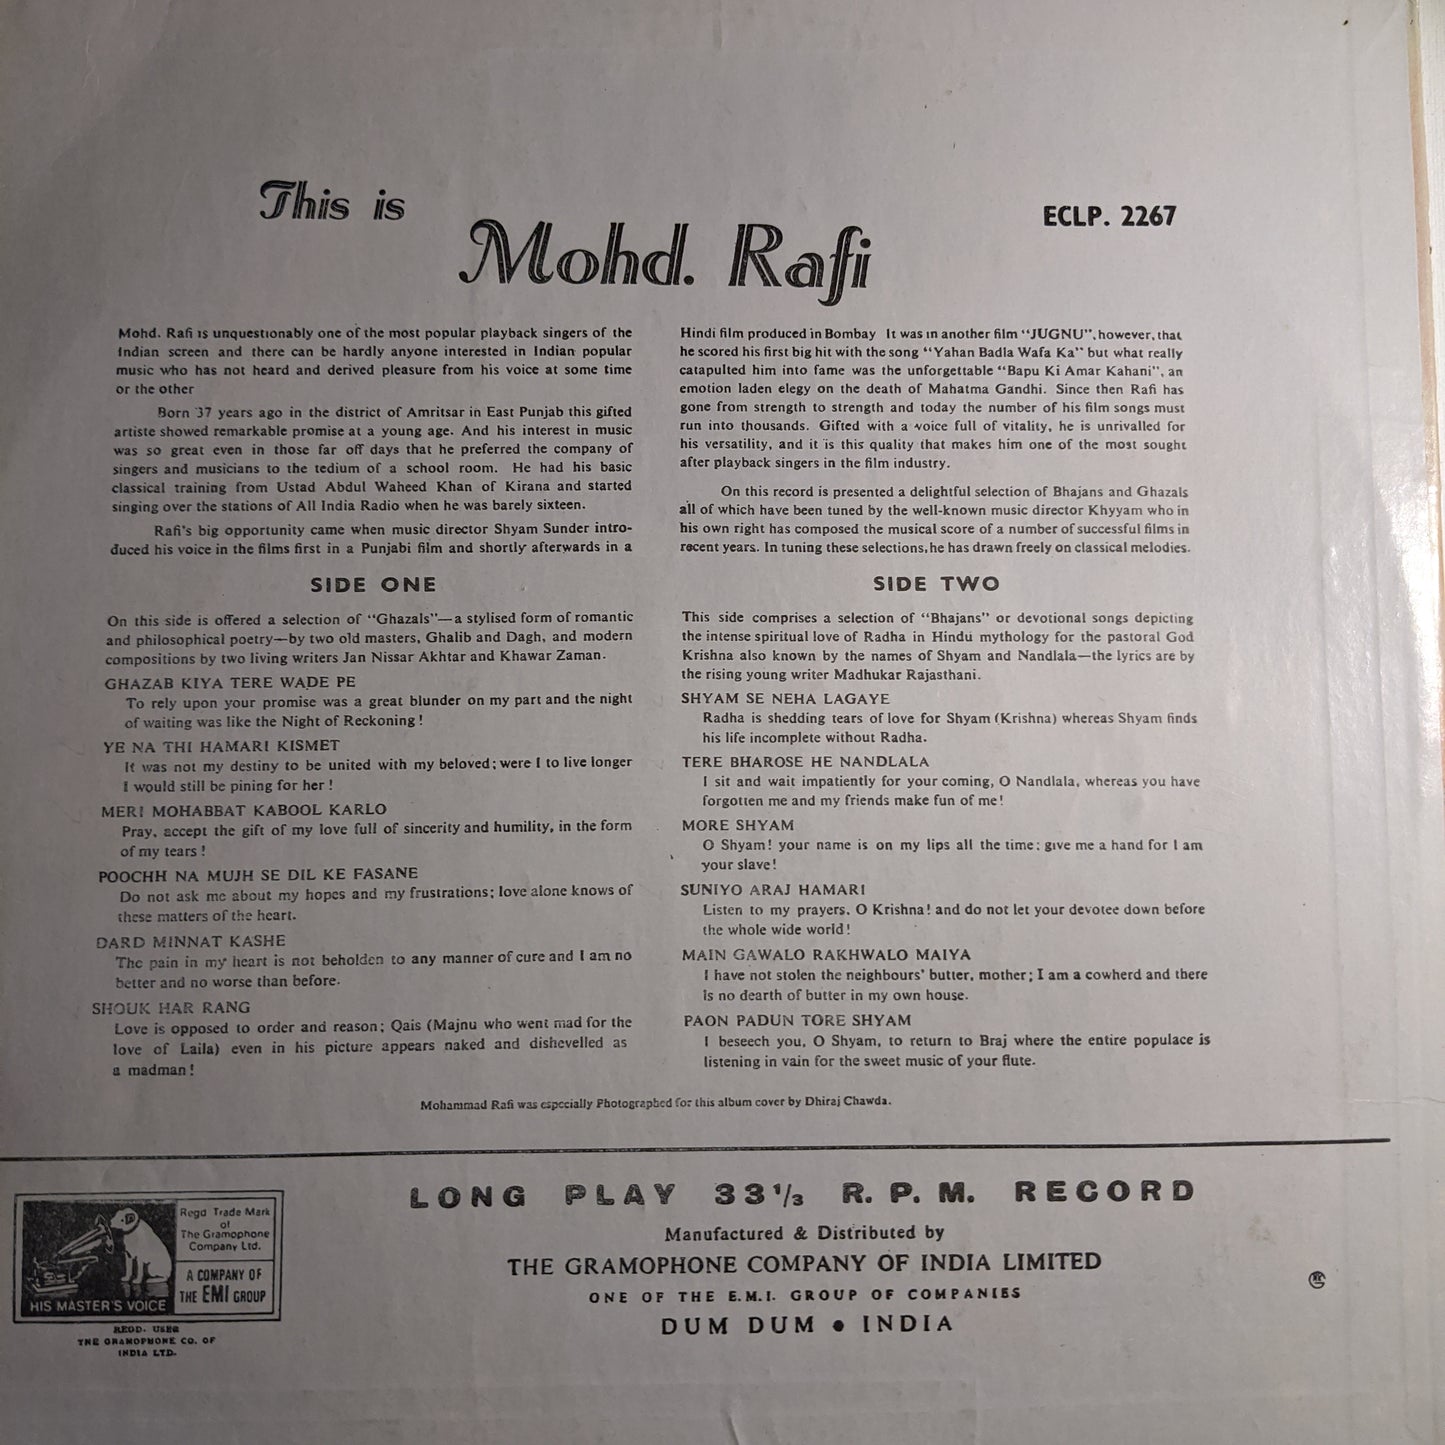 This is
Mohd. Rafi
ECLP. 2267
Mohd. Rafi is unquestionably one of the most popular playback singers of the
Indian screen and there can be hardly anyone interested in Indian popular
music who has not heard and derived pleasure from his voice at some time
or the other
Born 37 years ago in the district of Amritsar in East Punjab this gifted
artiste showed remarkable promise at a young age. And his interest in music
was so great even in those far off days that he preferred the company of
singers and musicians to the tedium of a school room. He had his basic
classical training from Ustad Abdul Waheed Khan of Kirana and started
singing over the stations of All India Radio when he was barely sixteen.
Rafi's big opportunity came when music director Shyam Sunder intro-
duced his voice in the films first in a Punjabi film and shortly afterwards in a
Hindi film produced in Bombay It was in another film "JUGNU", however, that
he scored his first big hit with the song "Yahan Badla Wafa Ka" but what really
catapulted him into fame was the unforgettable "Bapu Ki Amar Kahani", an
emotion laden elegy on the death of Mahatma Gandhi. Since then Rafi has
gone from strength to strength and today the number of his film songs must
run into thousands. Gifted with a voice full of vitality, he is unrivalled for
his versatility, and it is this quality that makes him one of the most sought
after playback singers in the film industry.
On this record is presented a delightful selection of Bhajans and Ghazals
all of which have been tuned by the well-known music director Khyyam who in
his own right has composed the musical score of a number of successful films in
recent years. In tuning these selections, he has drawn freely on classical melodies.
SIDE ONE
On this side is offered a selection of "Ghazals"—a stylised form of romantic
and philosophical poetry—by two old masters, Ghalib and Dagh, and modern
compositions by two living writers Jan Nissar Akhtar and Khawar Zaman.
GHAZAB KIYA TERE WADE PE
To rely upon your promise was a great blunder on my part and the night
of waiting was like the Night of Reckoning!
YE NA THI HAMARI KISMET
It was not my destiny to be united with my beloved; were I to live longer
I would still be pining for her!
MERI MOHABBAT KABOOL KARLO
Pray, accept the gift of my love full of sincerity and humility, in the form
of my tears!
POOCHH NA MUJH SE DIL KE FASANE
Do not ask me about my hopes and my frustrations; love alone knows of
these matters of the heart.
DARD MINNAT KASHE
The pain in my heart is not beholden to any manner of cure and I am no
better and no worse than before.
SHOUK HAR RANG
Love is opposed to order and reason; Qais (Majnu who went mad for the
love of Laila) even in his picture appears naked and dishevelled as
a madman!
SIDE TWO
This side comprises a selection of "Bhajans" or devotional songs depicting
the intense spiritual love of Radha in Hindu mythology for the pastoral God
Krishna also known by the names of Shyam and Nandlala—the lyrics are by
the rising young writer Madhukar Rajasthani.
SHYAM SE NEHA LAGAYE
Radha is shedding tears of love for Shyam (Krishna) whereas Shyam finds
his life incomplete without Radha.
TERE BHAROSE HE NANDLALA
I sit and wait impatiently for your coming, O Nandlala, whereas you have
forgotten me and my friends make fun of me!
MORE SHYAM
O Shyam! your name is on my lips all the time; give me a hand for I am
your slave!
SUNIYO ARAJ HAMARI
Listen to my prayers, O Krishna! and do not let your devotee down before
the whole wide world!
MAIN GAWALO RAKHWALO MAIYA
I have not stolen the neighbours' butter, mother; I am a cowherd and there
is no dearth of butter in my own house.
PAON PADUN TORE SHYAM
I beseech you, O Shyam, to return to Braj where the entire populace is
listening in vain for the sweet music of your flute.
Mohammad Rafi was especially Photographed for this album cover by Dhiraj Chawda.
LONG PLAY 33 1/3 R. P. M. RECORD
Manufactured & Distributed by
THE GRAMOPHONE COMPANY OF INDIA LIMITED
ONE OF THE E.M.I. GROUP OF COMPANIES
DUM DUM • INDIA
Regd Trade Mark
of
The Gramophone
Company Ltd.
A COMPANY OF
THE EMI GROUP
HIS MASTER'S VOICE
REGD. USER
THE GRAMOPHONE CO. OF
INDIA LTD.